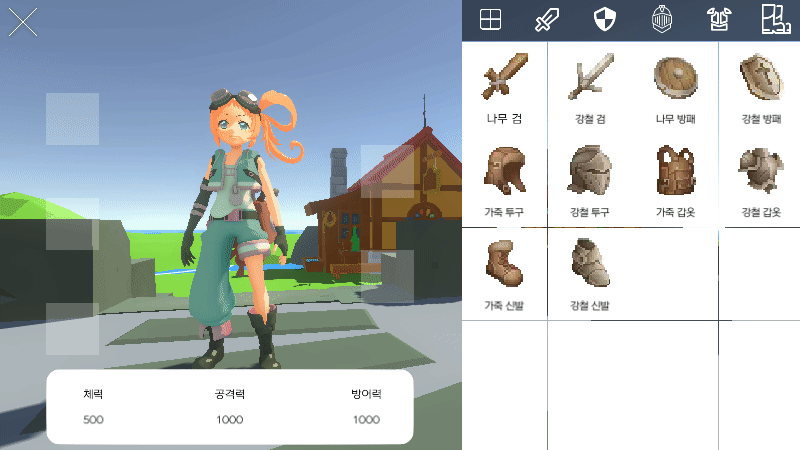 나무 검
강철 검
나무 방패
강철 방패
가죽 투구
강철 투구
가죽 갑옷
강철 갑옷
가죽 신발
강철 신발
체력
공격력
방어력
500
1000
1000